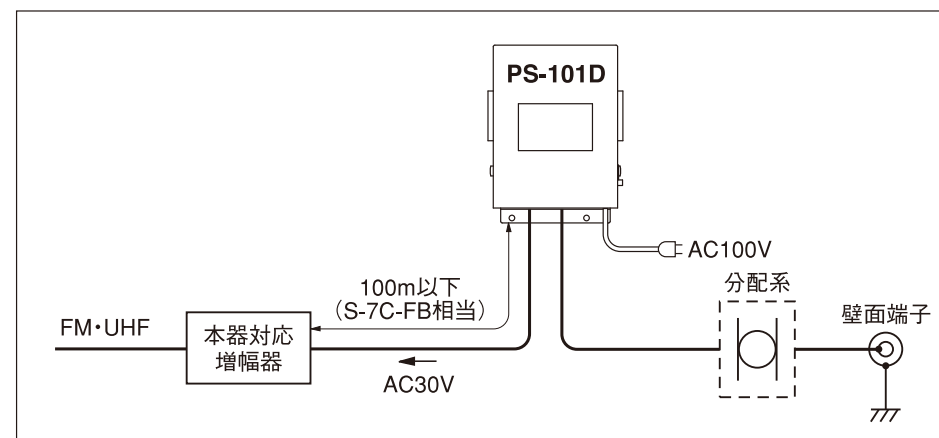 PS-101D
AC100V
100m以下
(S-7C-FB相当)
分配系
壁面端子
FM・UHF
本器対応
増幅器
AC30V